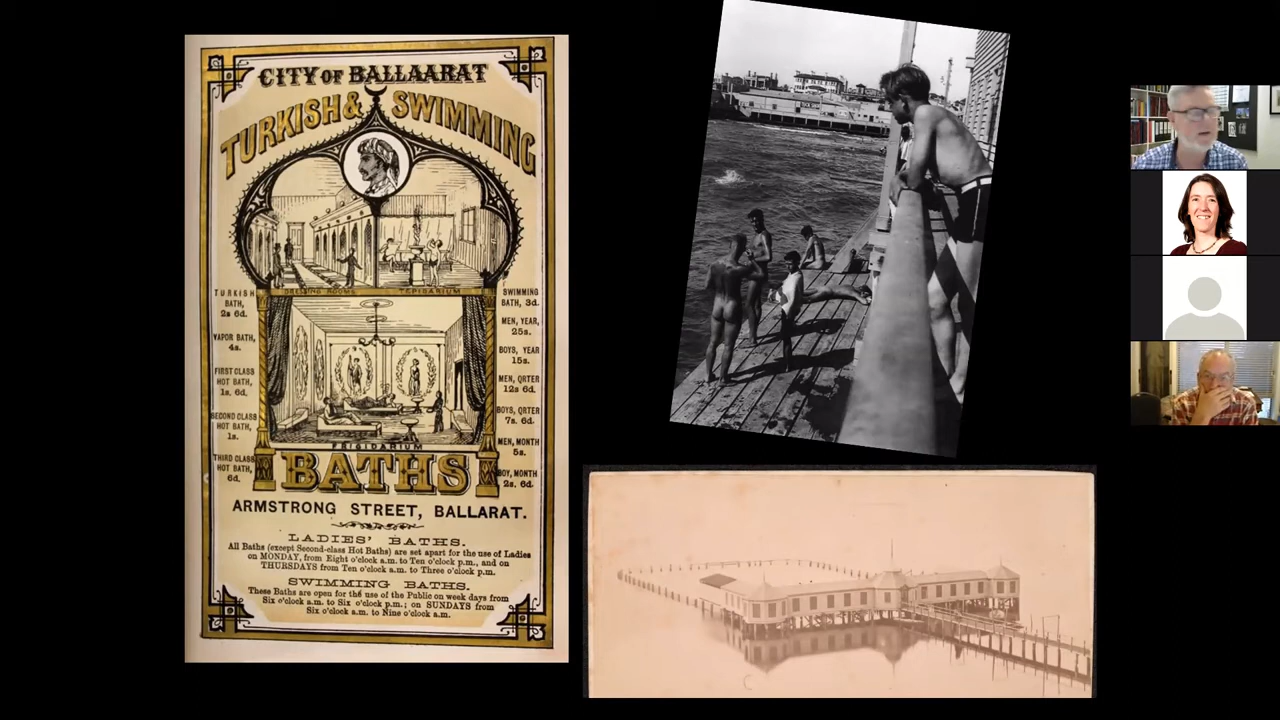 CITY OF BALLAARAT
TURKISH & SWIMMING
DRESSING ROOMS
TEPIDARIUM
TURKISH
BATH,
2s 6d.
VAPOR BATH,
4s.
FIRST CLASS
HOT BATH,
1s. 6d.
SECOND CLASS
HOT BATH,
1s.
THIRD CLASS
HOT BATH,
6d.
SWIMMING
BATH, 3d.
MEN, YEAR,
25s.
BOYS, YEAR
15s.
MEN, QRTER
12s 6d.
BOYS, QRTER
7s. 6d.
MEN, MONTH
5s.
BOY, MONTH
2s. 6d.
FRIGIDARIUM
BATHS
ARMSTRONG STREET, BALLARAT.
LADIES' BATHS.
All Baths (except Second-class Hot Baths) are set apart for the use of Ladies
on MONDAY, from Eight o'clock a.m. to Ten o'clock p.m., and on
THURSDAYS from Ten o'clock a.m. to Three o'clock p.m.
SWIMMING BATHS.
These Baths are open for the use of the Public on week days from
Six o'clock a.m. to Six o'clock p.m.; on SUNDAYS from
Six o'clock a.m. to Nine o'clock a.m.